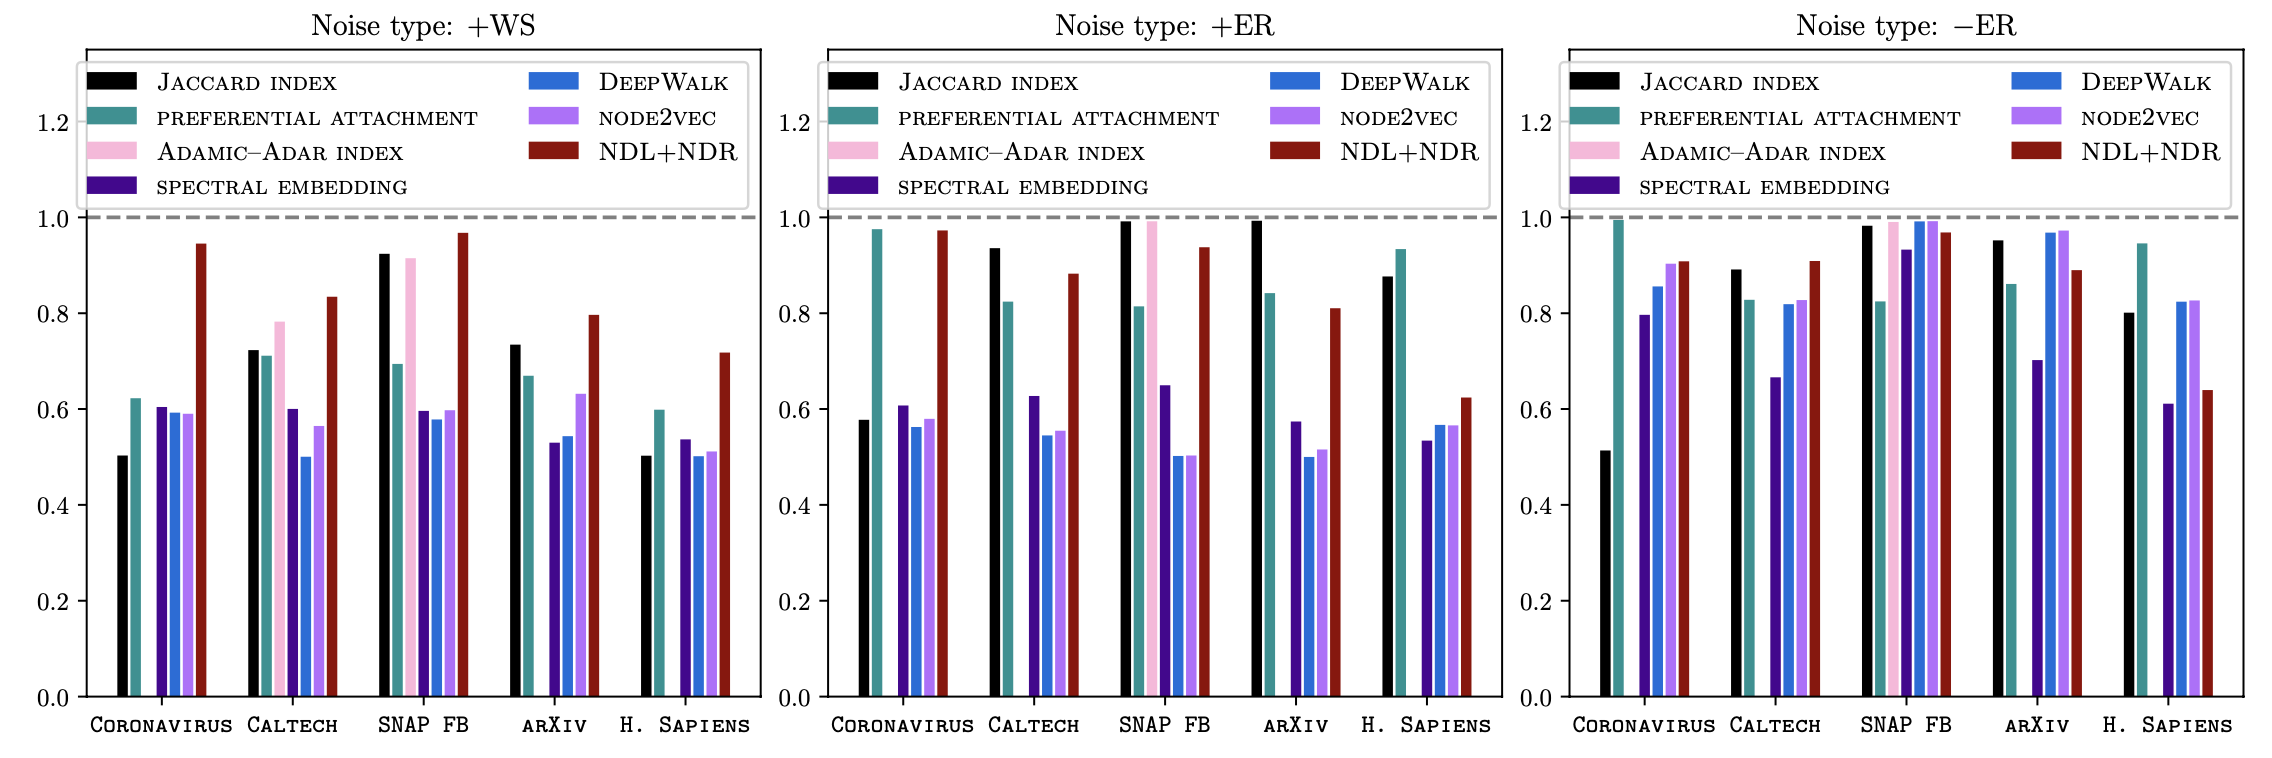 Noise type: +WS
Jaccard index
preferential attachment
Adamic–Adar index
spectral embedding
DeepWalk
node2vec
NDL+NDR
1.2
1.0
0.8
0.6
0.4
0.2
0.0
Coronavirus
Caltech
SNAP FB
arXiv
H. Sapiens
Noise type: +ER
Jaccard index
preferential attachment
Adamic–Adar index
spectral embedding
DeepWalk
node2vec
NDL+NDR
1.2
1.0
0.8
0.6
0.4
0.2
0.0
Coronavirus
Caltech
SNAP FB
arXiv
H. Sapiens
Noise type: −ER
Jaccard index
preferential attachment
Adamic–Adar index
spectral embedding
DeepWalk
node2vec
NDL+NDR
1.2
1.0
0.8
0.6
0.4
0.2
0.0
Coronavirus
Caltech
SNAP FB
arXiv
H. Sapiens